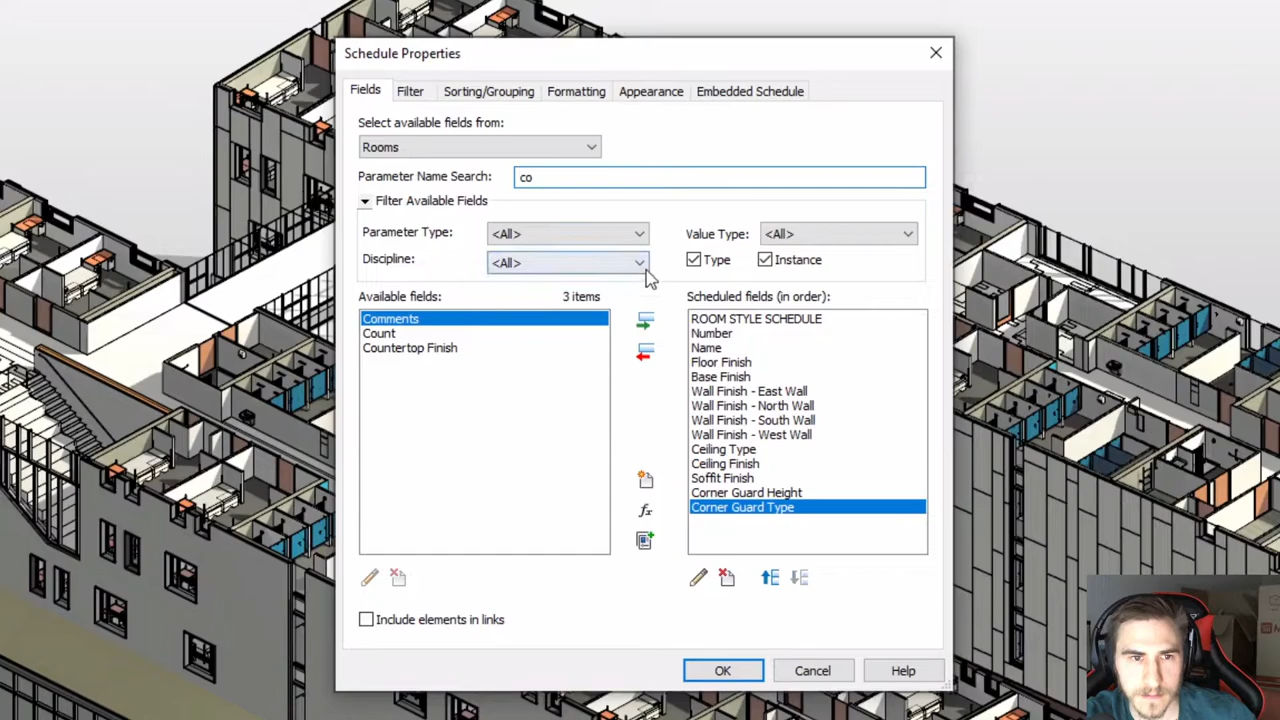 Schedule Properties
Fields
Filter
Sorting/Grouping
Formatting
Appearance
Embedded Schedule
Select available fields from:
Rooms
Parameter Name Search:
co
Filter Available Fields
Parameter Type:
<All>
Value Type:
<All>
Discipline:
<All>
Type
Instance
Available fields:
3 items
Comments
Count
Countertop Finish
Scheduled fields (in order):
ROOM STYLE SCHEDULE
Number
Name
Floor Finish
Base Finish
Wall Finish - East Wall
Wall Finish - North Wall
Wall Finish - South Wall
Wall Finish - West Wall
Ceiling Type
Ceiling Finish
Soffit Finish
Corner Guard Height
Corner Guard Type
fx
Include elements in links
OK
Cancel
Help